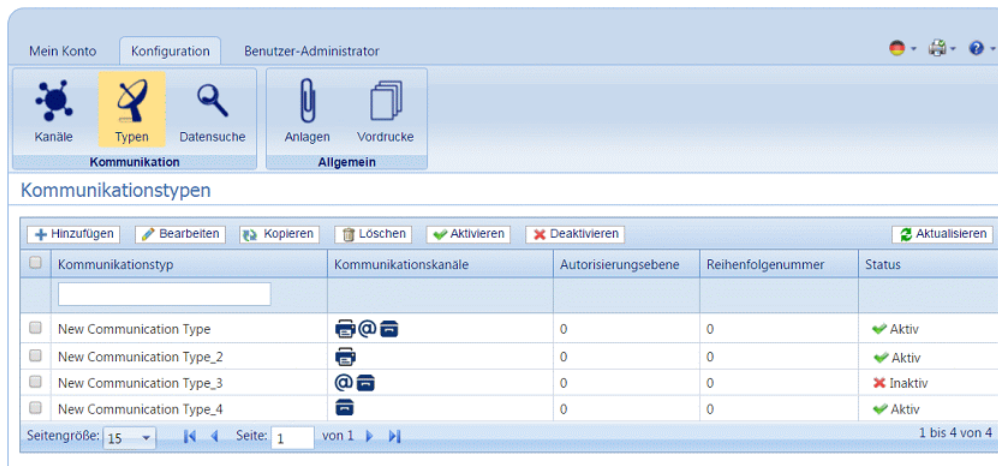 Mein Konto Konfiguration Benutzer-Administrator
Kanäle Typen Datensuche Anlagen Vordrucke
Kommunikation Allgemein
Kommunikationstypen
Hinzufügen Bearbeiten Kopieren Löschen Aktivieren Deaktivieren Aktualisieren
Kommunikationstyp Kommunikationskanäle Autorisierungsebene Reihenfolgenummer Status
New Communication Type @ 0 0 Aktiv
New Communication Type_2 0 0 Aktiv
New Communication Type_3 @ 0 0 Inaktiv
New Communication Type_4 0 0 Aktiv
Seitengröße: 15 Seite: 1 von 1 1 bis 4 von 4